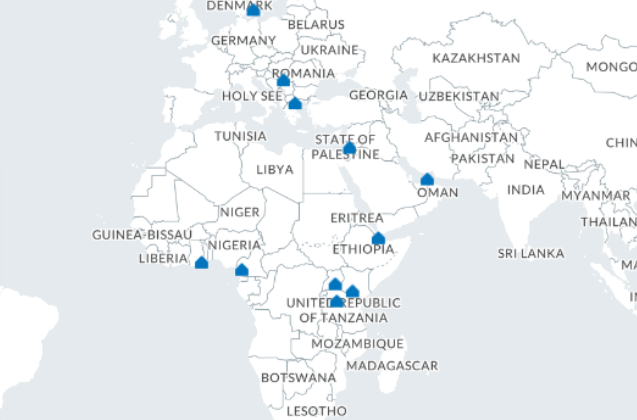 DENMARK
BELARUS
GERMANY
UKRAINE
KAZAKHSTAN
MONGO
ROMANIA
HOLY SEE
GEORGIA
UZBEKISTAN
TUNISIA
STATE OF
PALESTINE
AFGHANISTAN
CHIN
PAKISTAN
NEPAL
LIBYA
OMAN
INDIA
MYANMAR
NIGER
ERITREA
THAILAN
GUINEA-BISSAU
NIGERIA
ETHIOPIA
LIBERIA
SRI LANKA
MA
IN
UNITED REPUBLIC
OF TANZANIA
MOZAMBIQUE
MADAGASCAR
BOTSWANA
LESOTHO